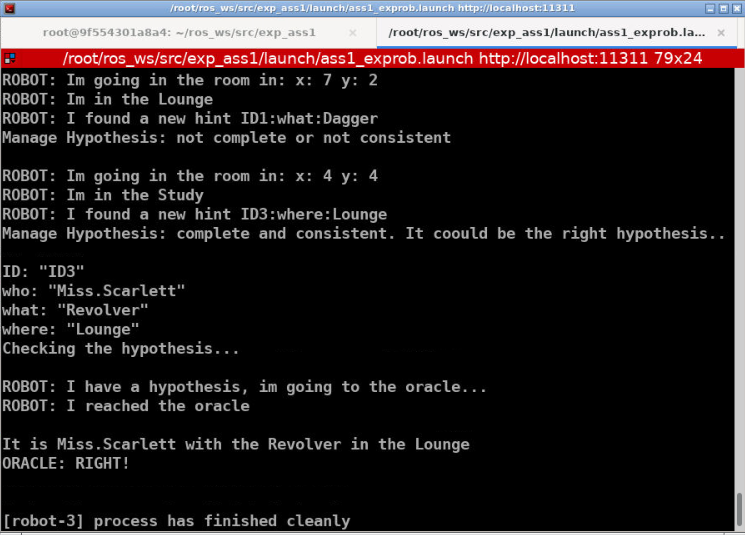 /root/ros_ws/src/exp_ass1/launch/ass1_exprob.launch http://localhost:11311
root@9f554301a8a4: ~/ros_ws/src/exp_ass1
/root/ros_ws/src/exp_ass1/launch/ass1_exprob.la...
/root/ros_ws/src/exp_ass1/launch/ass1_exprob.launch http://localhost:11311 79x24
ROBOT: Im going in the room in: x: 7 y: 2
ROBOT: Im in the Lounge
ROBOT: I found a new hint ID1:what:Dagger
Manage Hypothesis: not complete or not consistent
ROBOT: Im going in the room in: x: 4 y: 4
ROBOT: Im in the Study
ROBOT: I found a new hint ID3:where:Lounge
Manage Hypothesis: complete and consistent. It coould be the right hypothesis..
ID: "ID3"
who: "Miss.Scarlett"
what: "Revolver"
where: "Lounge"
Checking the hypothesis...
ROBOT: I have a hypothesis, im going to the oracle...
ROBOT: I reached the oracle
It is Miss.Scarlett with the Revolver in the Lounge
ORACLE: RIGHT!
[robot-3] process has finished cleanly